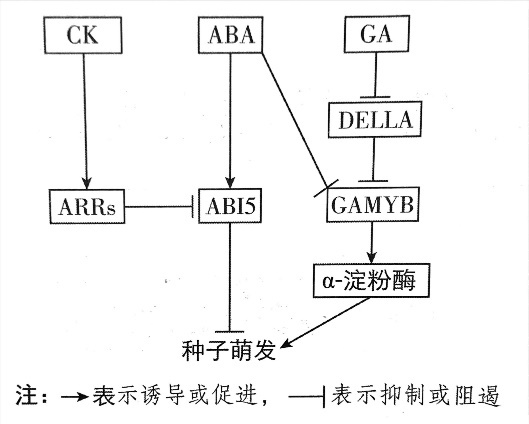 CK ABA GA
DELLA
ARRs ABI5 GAMYB
α-淀粉酶
种子萌发
注：→表示诱导或促进，⊣表示抑制或阻遏